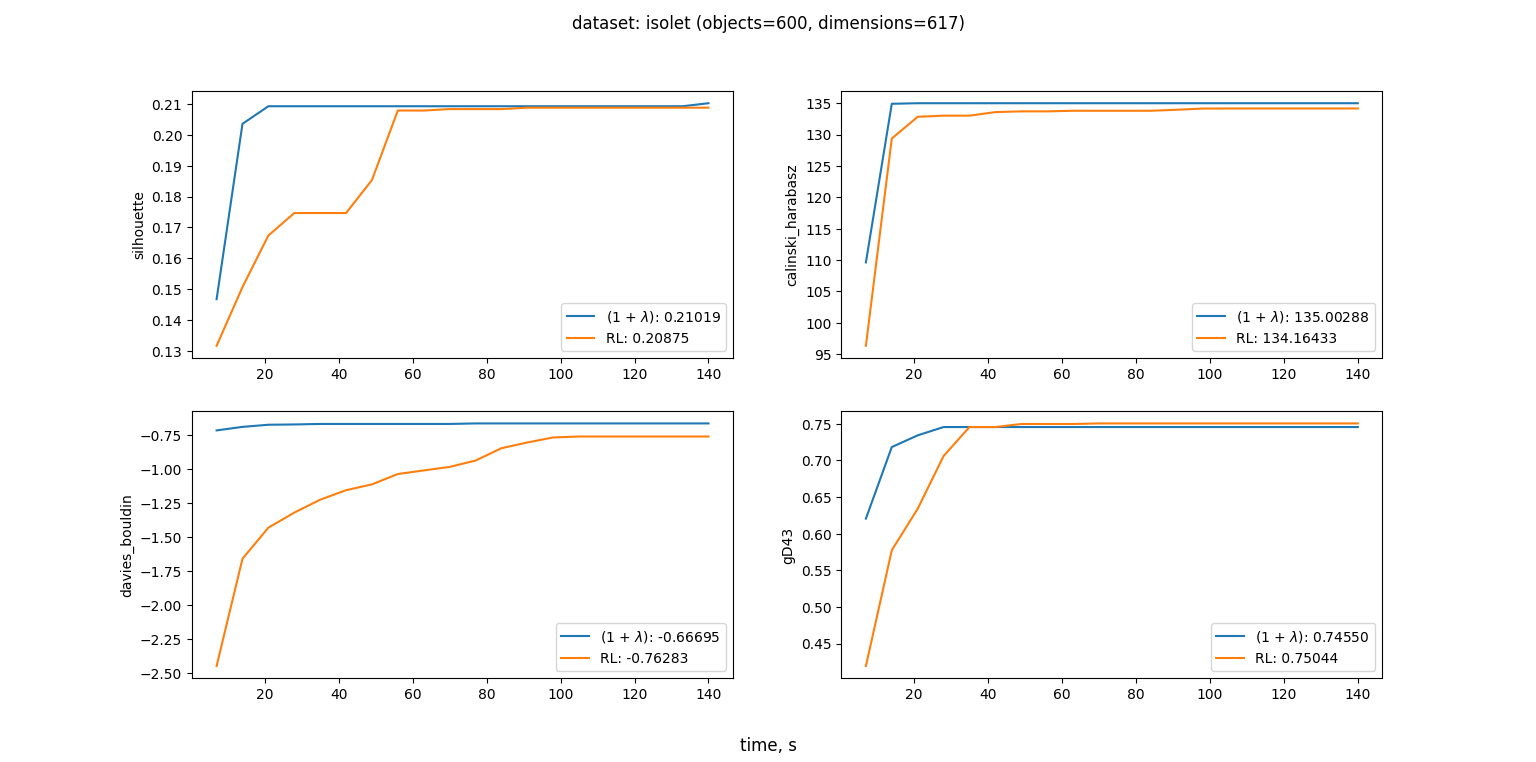 dataset: isolet (objects=600, dimensions=617)
silhouette
0.21
0.20
0.19
0.18
0.17
0.16
0.15
0.14
0.13
20 40 60 80 100 120 140
(1 + λ): 0.21019
RL: 0.20875
calinski_harabasz
135
130
125
120
115
110
105
100
95
20 40 60 80 100 120 140
(1 + λ): 135.00288
RL: 134.16433
davies_bouldin
−0.75
−1.00
−1.25
−1.50
−1.75
−2.00
−2.25
−2.50
20 40 60 80 100 120 140
(1 + λ): -0.66695
RL: -0.76283
gD43
0.75
0.70
0.65
0.60
0.55
0.50
0.45
20 40 60 80 100 120 140
(1 + λ): 0.74550
RL: 0.75044
time, s